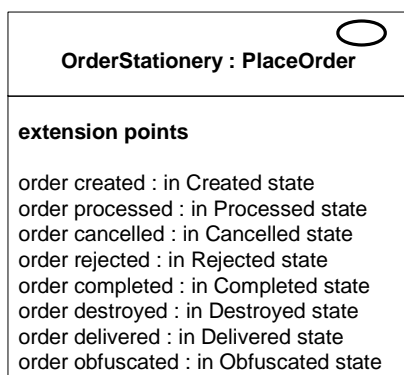 OrderStationery : PlaceOrder
extension points
order created : in Created state
order processed : in Processed state
order cancelled : in Cancelled state
order rejected : in Rejected state
order completed : in Completed state
order destroyed : in Destroyed state
order delivered : in Delivered state
order obfuscated : in Obfuscated state